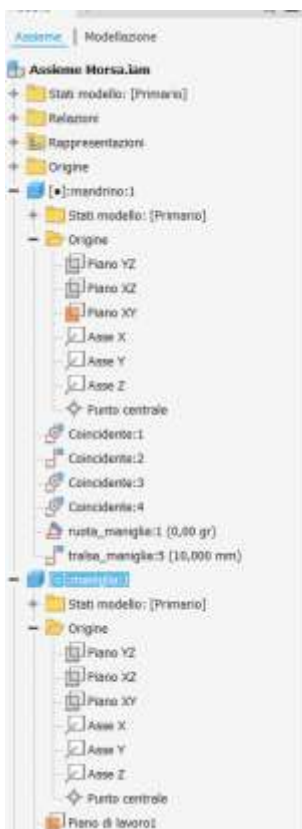 Assieme | Modellazione
Assieme Morsa.iam
Stati modello: [Primario]
Relazioni
Rappresentazioni
Origine
[●]:mandrino:1
Stati modello: [Primario]
Origine
Piano YZ
Piano XZ
Piano XY
Asse X
Asse Y
Asse Z
Punto centrale
Coincidente:1
Coincidente:2
Coincidente:3
Coincidente:4
ruota_maniglia:1 (0,00 gr)
tralsa_maniglia:5 (10,000 mm)
maniglia:1
Stati modello: [Primario]
Origine
Piano YZ
Piano XZ
Piano XY
Asse X
Asse Y
Asse Z
Punto centrale
Piano di lavoro1